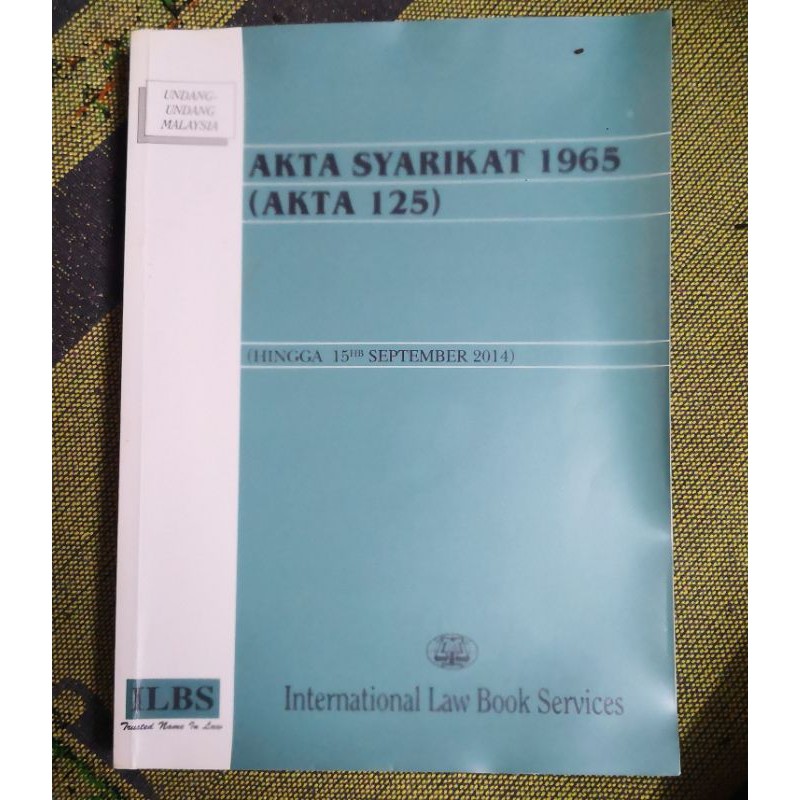 UNDANG-
UNDANG
MALAYSIA
AKTA SYARIKAT 1965
(AKTA 125)
(HINGGA 15HB SEPTEMBER 2014)
ILBS
Trusted Name In Law
International Law Book Services